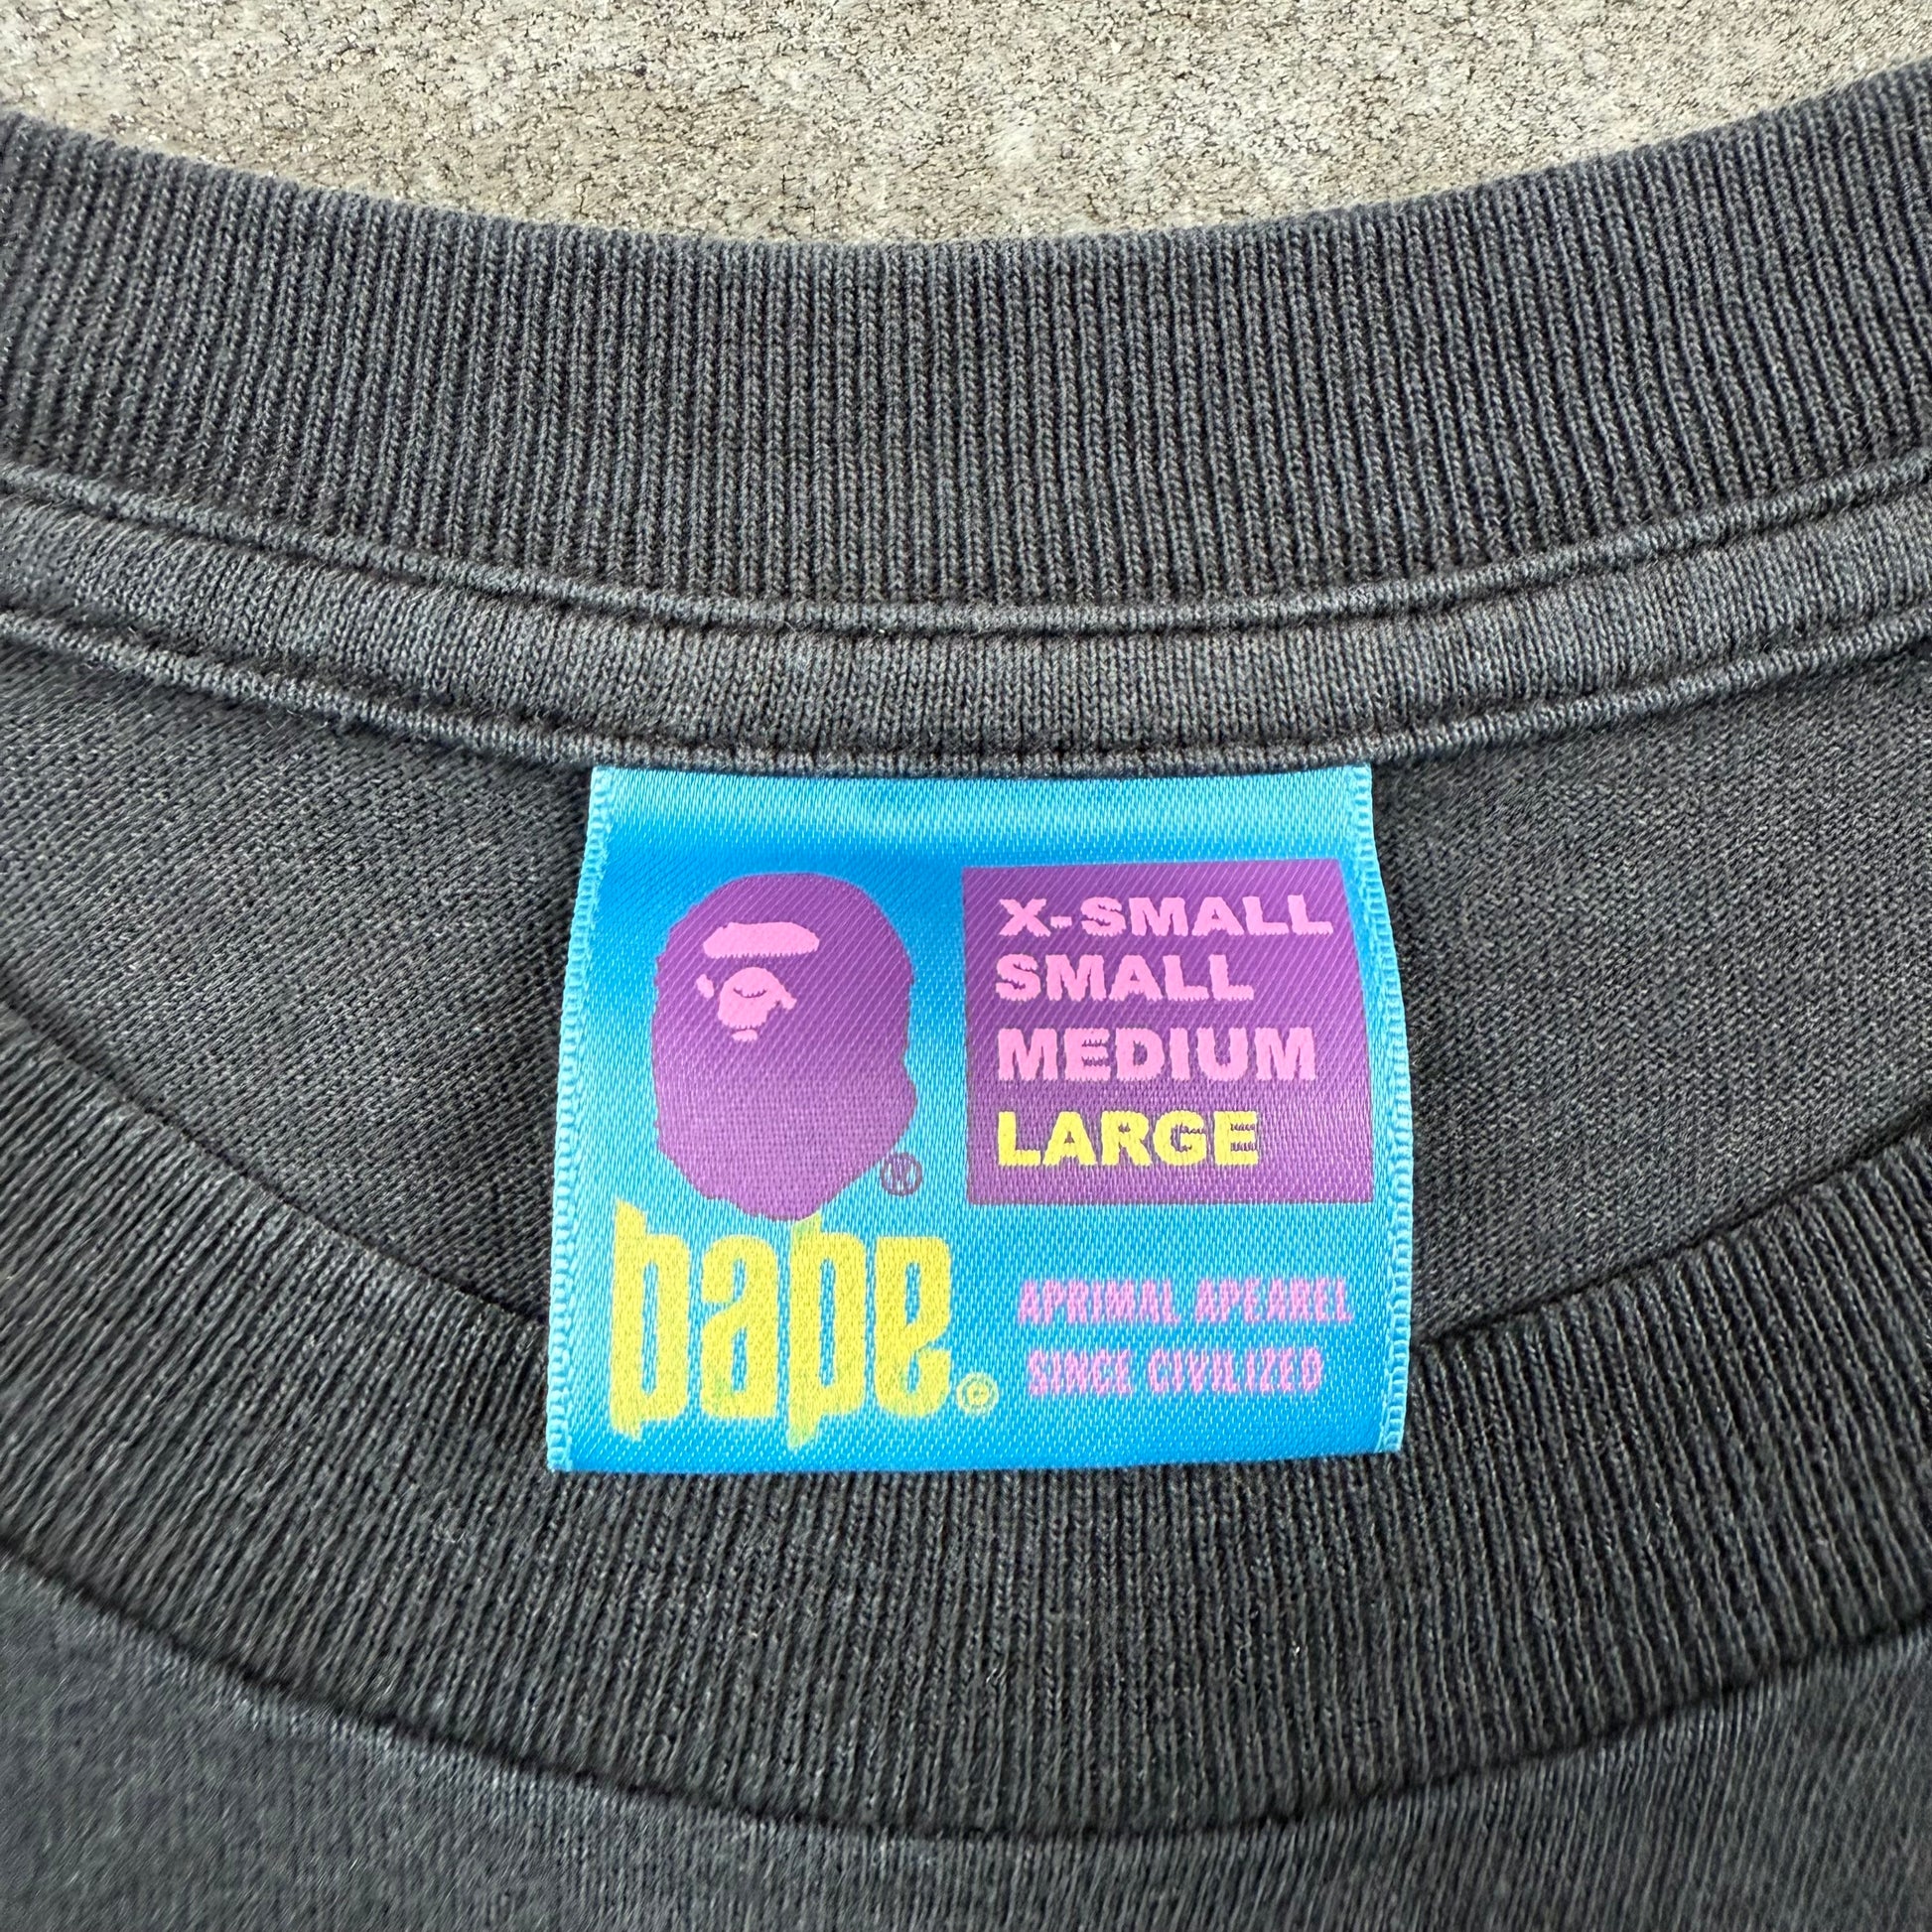 X-SMALL
SMALL
MEDIUM
LARGE
®
bape.©
APRIMAL APEAREL
SINCE CIVILIZED